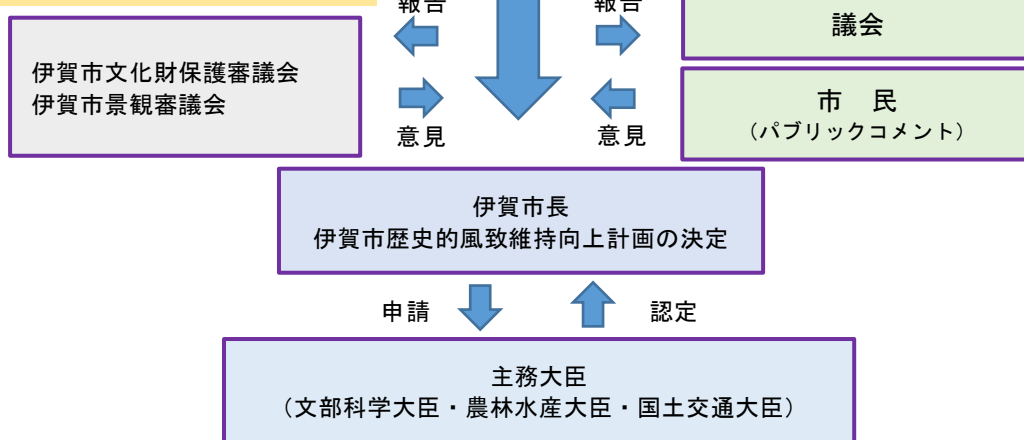 報告
報告
議会
伊賀市文化財保護審議会
伊賀市景観審議会
市　民
（パブリックコメント）
意見
意見
伊賀市長
伊賀市歴史的風致維持向上計画の決定
申請
認定
主務大臣
（文部科学大臣・農林水産大臣・国土交通大臣）